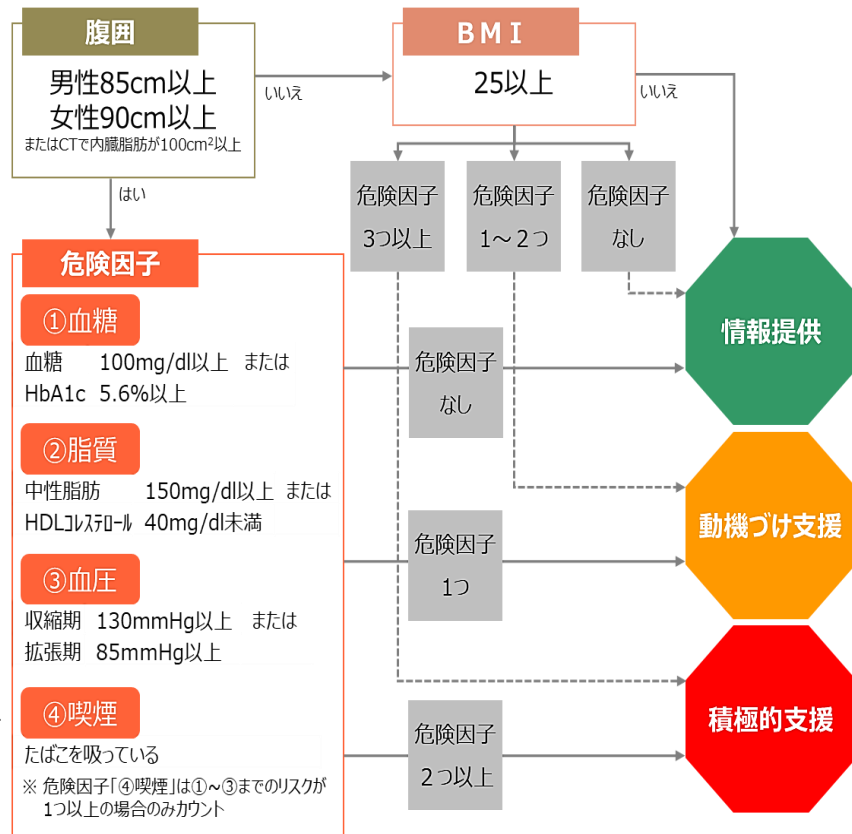 腹囲
男性85cm以上
女性90cm以上
またはCTで内臓脂肪が100cm²以上
いいえ
はい
BMI
25以上
いいえ
危険因子
3つ以上
危険因子
1～２つ
危険因子
なし
危険因子
①血糖
血糖 100mg/dl以上 または
HbA1c 5.6%以上
②脂質
中性脂肪 150mg/dl以上 または
HDLｺﾚｽﾃﾛｰﾙ 40mg/dl未満
③血圧
収縮期 130mmHg以上 または
拡張期 85mmHg以上
④喫煙
たばこを吸っている
※ 危険因子「④喫煙」は①~③までのリスクが
1つ以上の場合のみカウント
危険因子
なし
危険因子
1つ
危険因子
２つ以上
情報提供
動機づけ支援
積極的支援